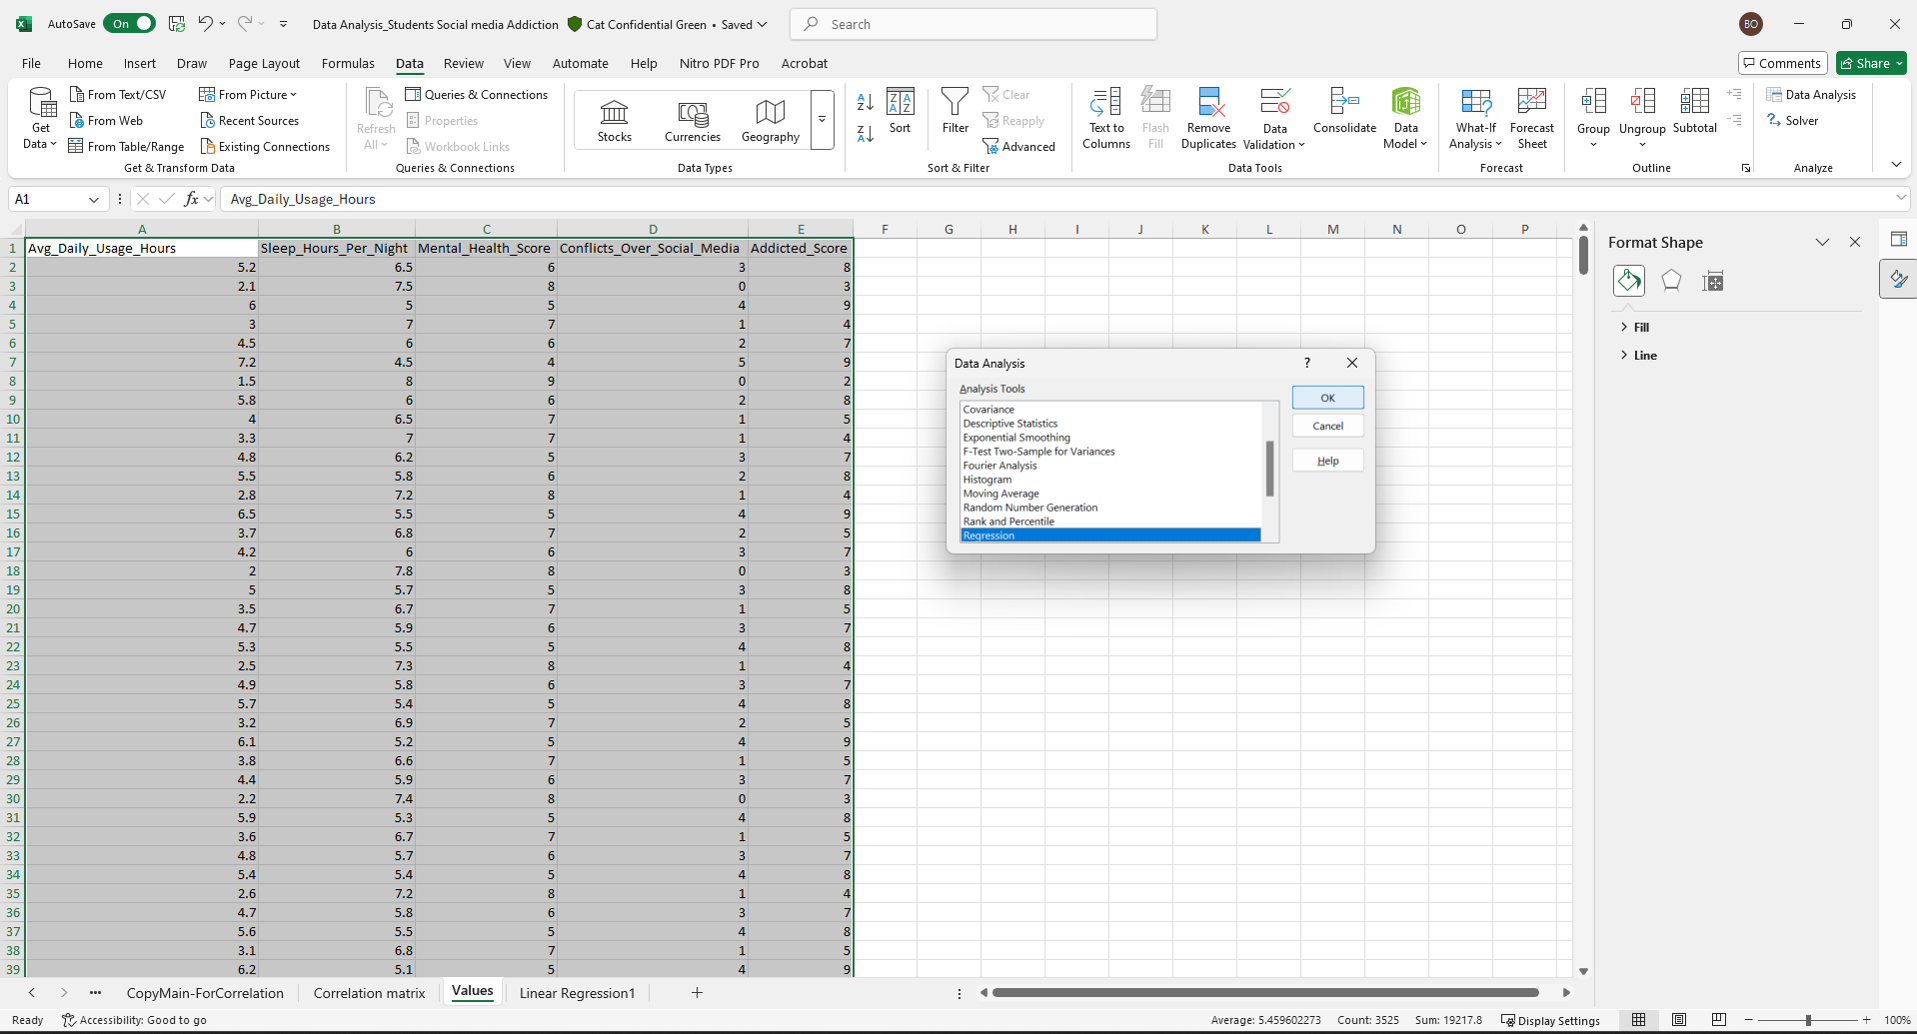 AutoSave On Data Analysis_Students Social media Addiction Cat Confidential Green • Saved Search BO
File Home Insert Draw Page Layout Formulas Data Review View Automate Help Nitro PDF Pro Acrobat Comments Share
Get Data From Text/CSV From Web From Table/Range From Picture Recent Sources Existing Connections
Get & Transform Data
Refresh All Queries & Connections Properties Workbook Links
Queries & Connections
Stocks Currencies Geography
Data Types
Sort Filter Clear Reapply Advanced
Sort & Filter
Text to Columns Flash Fill Remove Duplicates Data Validation Consolidate Data Model
Data Tools
What-If Analysis Forecast Sheet
Forecast
Group Ungroup Subtotal
Outline
Data Analysis Solver
Analyze
A1 fx Avg_Daily_Usage_Hours
A B C D E F G H I J K L M N O P
1 Avg_Daily_Usage_Hours Sleep_Hours_Per_Night Mental_Health_Score Conflicts_Over_Social_Media Addicted_Score
2 5.2 6.5 6 3 8
3 2.1 7.5 8 0 3
4 6 5 5 4 9
5 3 7 7 1 4
6 4.5 6 6 2 7
7 7.2 4.5 4 5 9
8 1.5 8 9 0 2
9 5.8 6 6 2 8
10 4 6.5 7 1 5
11 3.3 7 7 1 4
12 4.8 6.2 5 3 7
13 5.5 5.8 6 2 8
14 2.8 7.2 8 1 4
15 6.5 5.5 5 4 9
16 3.7 6.8 7 2 5
17 4.2 6 6 3 7
18 2 7.8 8 0 3
19 5 5.7 5 3 8
20 3.5 6.7 7 1 5
21 4.7 5.9 6 3 7
22 5.3 5.5 5 4 8
23 2.5 7.3 8 1 4
24 4.9 5.8 6 3 7
25 5.7 5.4 5 4 8
26 3.2 6.9 7 2 5
27 6.1 5.2 5 4 9
28 3.8 6.6 7 1 5
29 4.4 5.9 6 3 7
30 2.2 7.4 8 0 3
31 5.9 5.3 5 4 8
32 3.6 6.7 7 1 5
33 4.8 5.7 6 3 7
34 5.4 5.4 5 4 8
35 2.6 7.2 8 1 4
36 4.7 5.8 6 3 7
37 5.6 5.5 5 4 8
38 3.1 6.8 7 1 5
39 6.2 5.1 5 4 9
Data Analysis ?
Analysis Tools
Covariance
Descriptive Statistics
Exponential Smoothing
F-Test Two-Sample for Variances
Fourier Analysis
Histogram
Moving Average
Random Number Generation
Rank and Percentile
Regression
OK
Cancel
Help
Format Shape
Fill
Line
CopyMain-ForCorrelation Correlation matrix Values Linear Regression1
Ready Accessibility: Good to go Average: 5.459602273 Count: 3525 Sum: 19217.8 Display Settings 100%